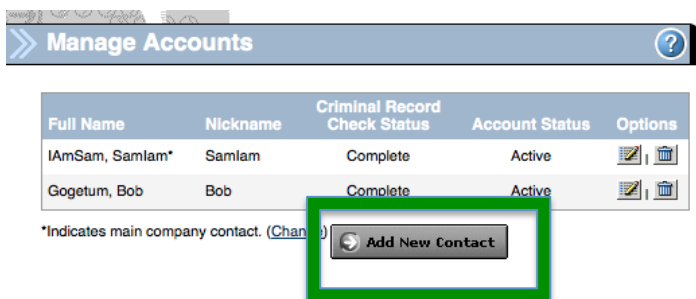 Manage Accounts
?
Full Name Nickname Criminal Record Check Status Account Status Options
IAmSam, SamIam* SamIam Complete Active |
Gogetum, Bob Bob Complete Active |
*Indicates main company contact. (Chan )
Add New Contact